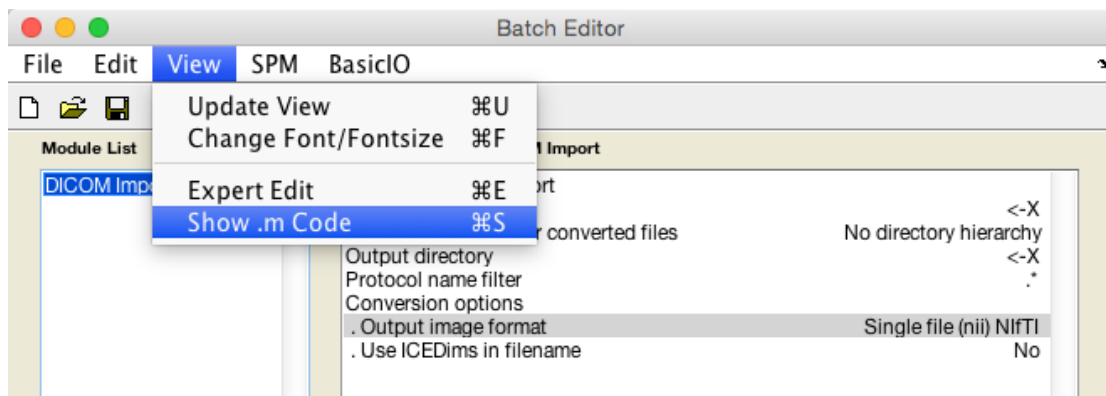 Batch Editor
File Edit View SPM BasicIO
Update View ⌘U
Change Font/Fontsize ⌘F
Expert Edit ⌘E
Show .m Code ⌘S
Module List
Import
DICOM
<-X
converted files No directory hierarchy
Output directory <-X
Protocol name filter .*
Conversion options
. Output image format Single file (nii) NIfTI
. Use ICEDims in filename No